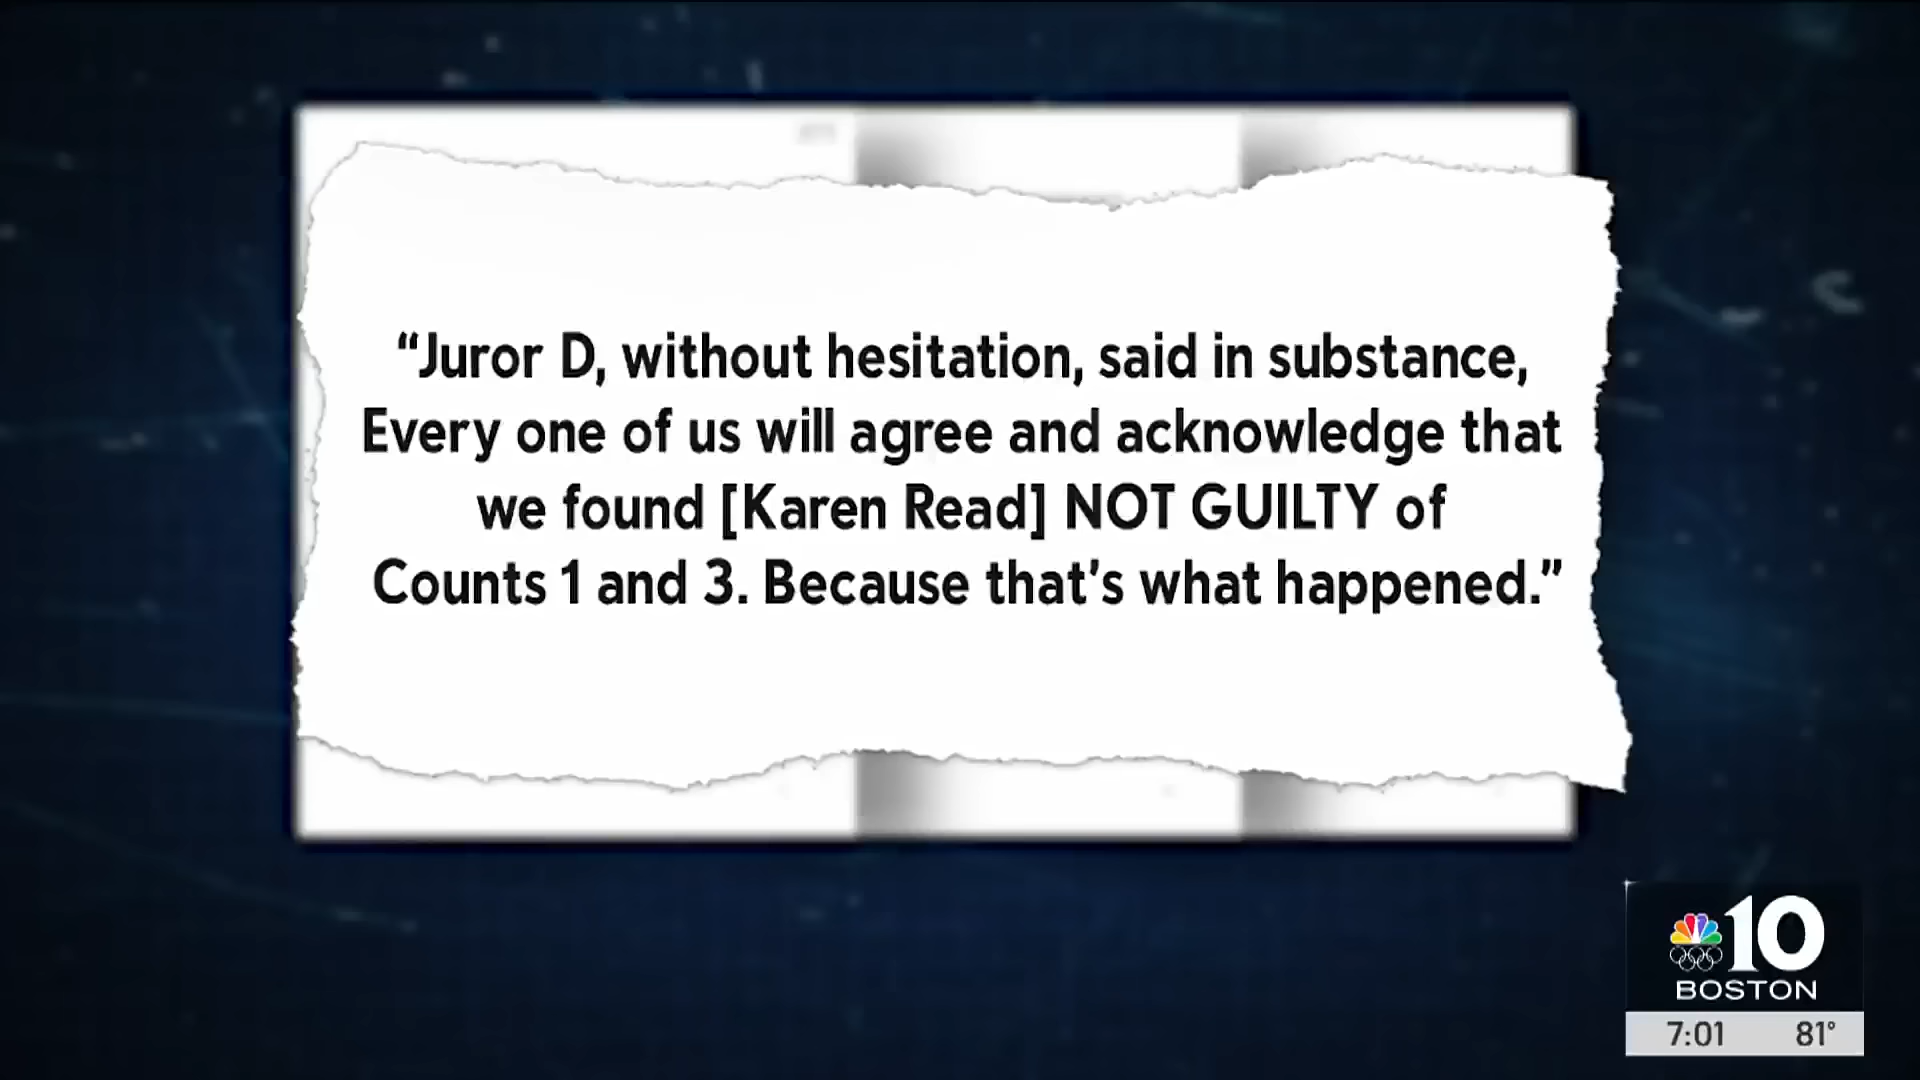 “Juror D, without hesitation, said in substance,
Every one of us will agree and acknowledge that
we found [Karen Read] NOT GUILTY of
Counts 1 and 3. Because that’s what happened.”
10
BOSTON
7:01 81°